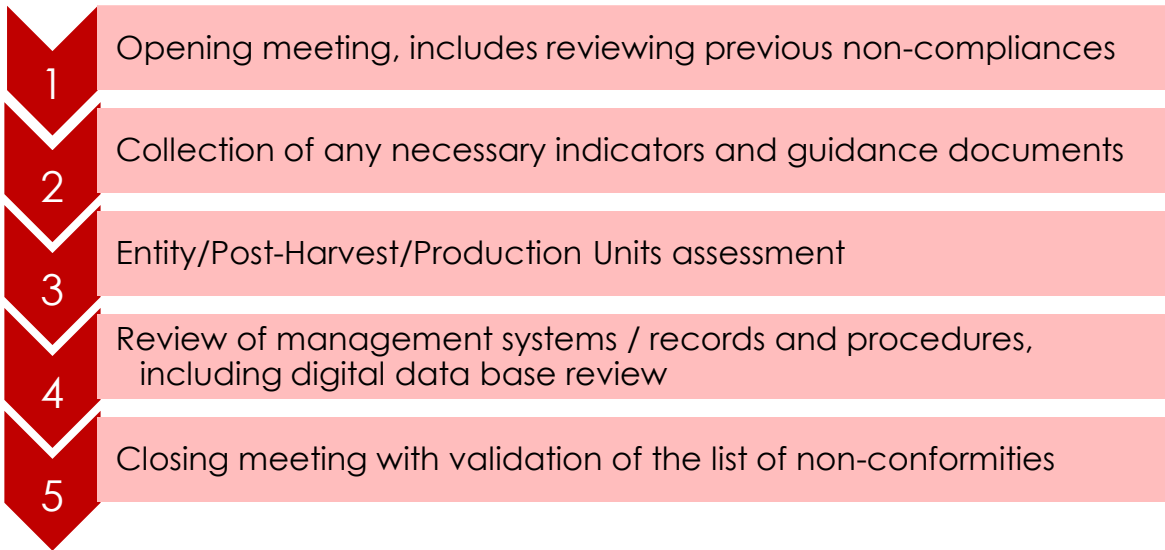 1
Opening meeting, includes reviewing previous non-compliances
2
Collection of any necessary indicators and guidance documents
3
Entity/Post-Harvest/Production Units assessment
4
Review of management systems / records and procedures,
including digital data base review
5
Closing meeting with validation of the list of non-conformities